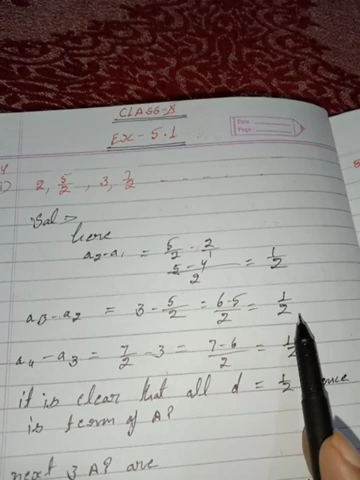 CLASS-X
EX-5.1
Date
Page
2, 5/2, 3, 7/2
Sol→
here
a2-a1 = 5/2 - 2/1
5-4/2 = 1/2
a3-a2 = 3 - 5/2 = 6-5/2 = 1/2
a4-a3 = 7/2 - 3 = 7-6/2 = 1/2
it is clear that all d = 1/2
is term of AP
next 3 AP are